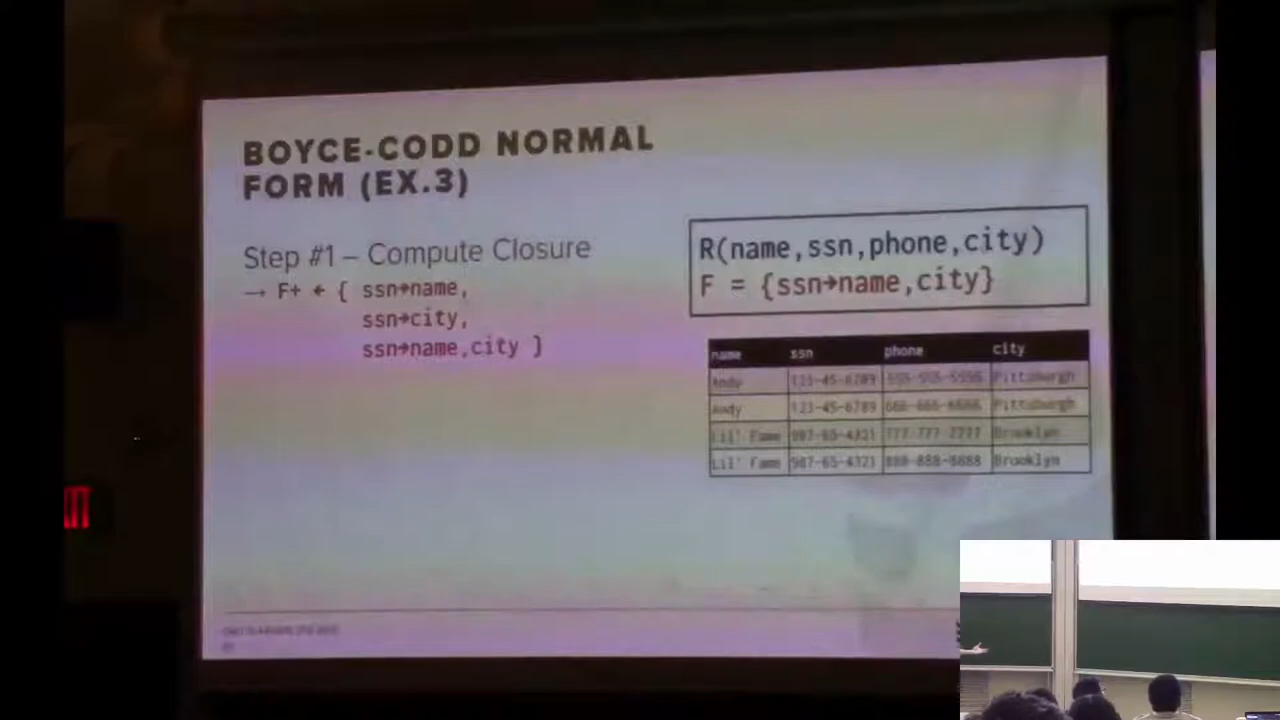 BOYCE-CODD NORMAL
FORM (EX.3)
Step #1 – Compute Closure
→ F+ ← { ssn→name,
ssn→city,
ssn→name,city }
R(name,ssn,phone,city)
F = {ssn→name,city}
name ssn phone city
Andy 123-45-6789 555-555-5555 Pittsburgh
Andy 123-45-6789 666-666-6666 Pittsburgh
Lil' Fame 987-65-4321 777-777-7777 Brooklyn
Lil' Fame 987-65-4321 888-888-8888 Brooklyn